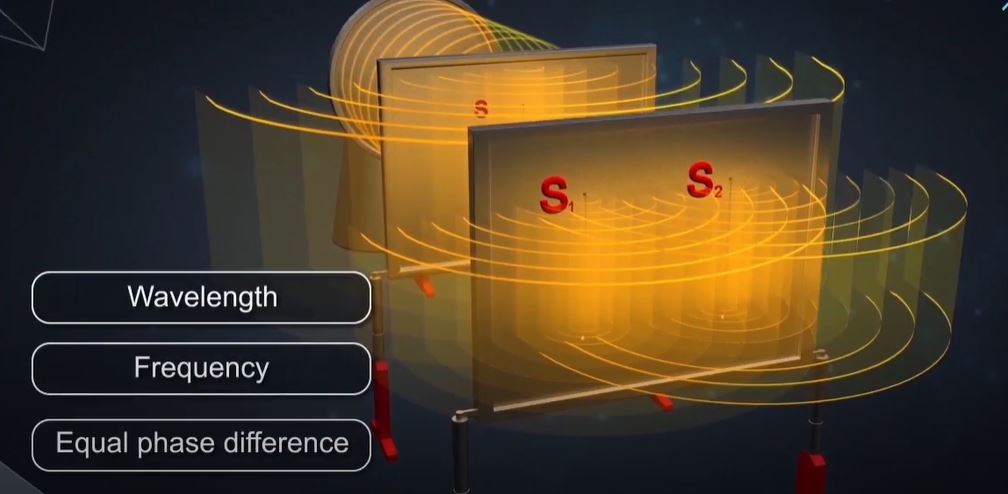 S
S₁
S₂
Wavelength
Frequency
Equal phase difference